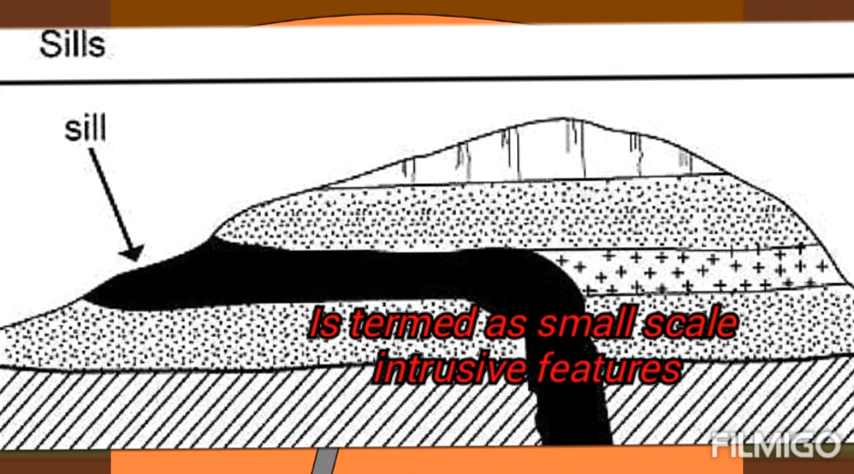 Sills
sill
Is termed as small scale
intrusive features
FILMIGO